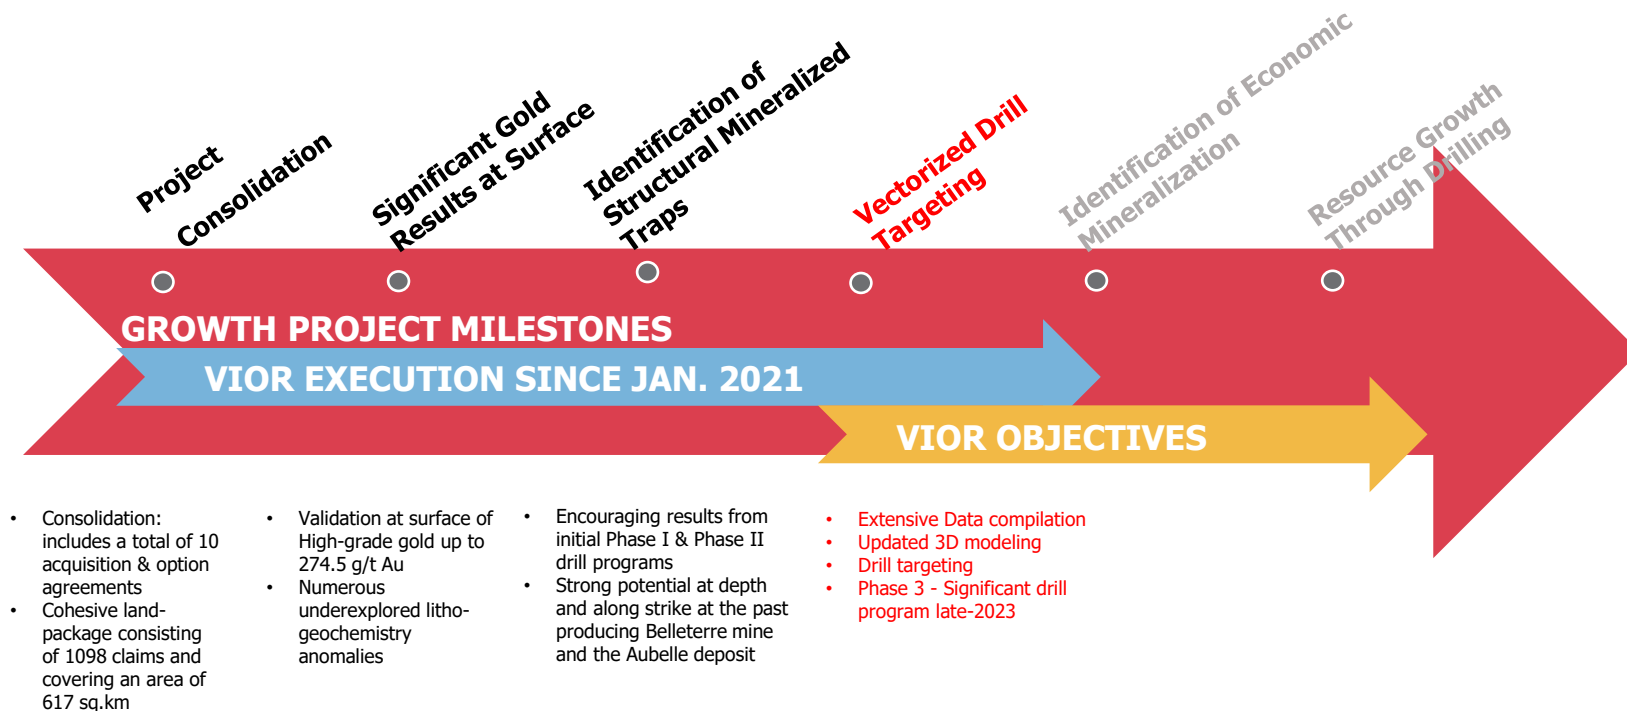 Project
Consolidation
Significant Gold
Results at Surface
Identification of
Structural Mineralized
Traps
Vectorized Drill
Targeting
Identification of Economic
Mineralization
Resource Growth
Through Drilling
GROWTH PROJECT MILESTONES
VIOR EXECUTION SINCE JAN. 2021
VIOR OBJECTIVES
• Consolidation:
includes a total of 10
acquisition & option
agreements
• Cohesive land-
package consisting
of 1098 claims and
covering an area of
617 sq.km
• Validation at surface of
High-grade gold up to
274.5 g/t Au
• Numerous
underexplored litho-
geochemistry
anomalies
• Encouraging results from
initial Phase I & Phase II
drill programs
• Strong potential at depth
and along strike at the past
producing Belleterre mine
and the Aubelle deposit
• Extensive Data compilation
• Updated 3D modeling
• Drill targeting
• Phase 3 - Significant drill
program late-2023